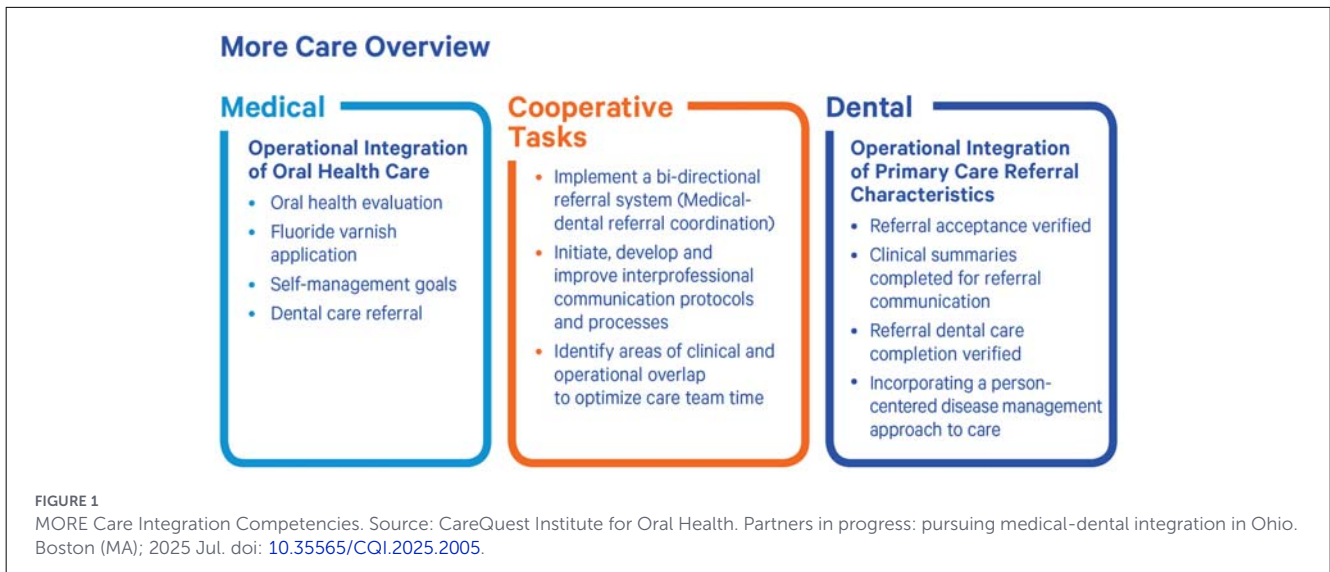 More Care Overview
Medical
Operational Integration
of Oral Health Care
• Oral health evaluation
• Fluoride varnish
application
• Self-management goals
• Dental care referral
Cooperative
Tasks
• Implement a bi-directional
referral system (Medical-
dental referral coordination)
• Initiate, develop and
improve interprofessional
communication protocols
and processes
• Identify areas of clinical and
operational overlap
to optimize care team time
Dental
Operational Integration
of Primary Care Referral
Characteristics
• Referral acceptance verified
• Clinical summaries
completed for referral
communication
• Referral dental care
completion verified
• Incorporating a person-
centered disease management
approach to care
FIGURE 1
MORE Care Integration Competencies. Source: CareQuest Institute for Oral Health. Partners in progress: pursuing medical-dental integration in Ohio.
Boston (MA); 2025 Jul. doi: 10.35565/CQI.2025.2005.